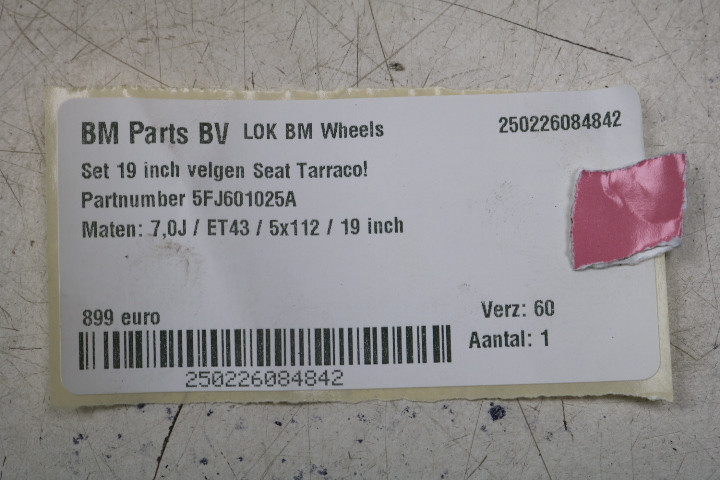 BM Parts BV LOK BM Wheels 250226084842
Set 19 inch velgen Seat Tarraco!
Partnumber 5FJ601025A
Maten: 7,0J / ET43 / 5x112 / 19 inch
899 euro Verz: 60
Aantal: 1
250226084842